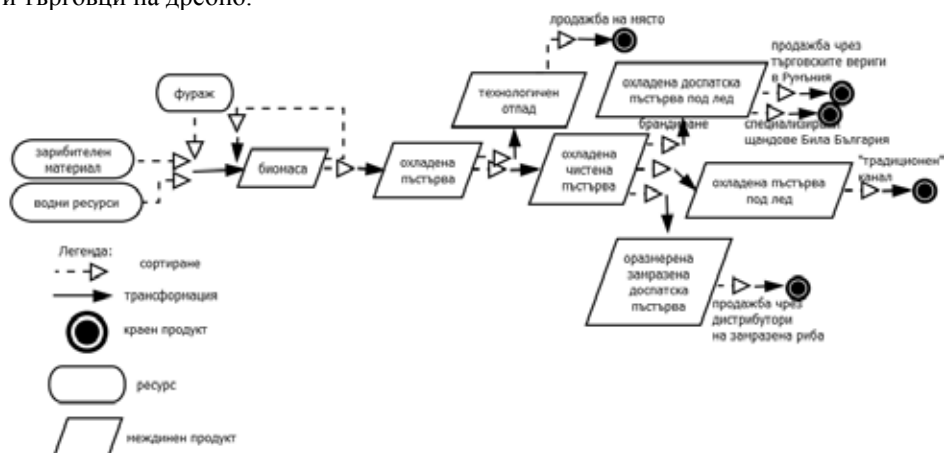 и търговци на дребно.
продажба на място
продажба чрез
търговските вериги
в Румъния
фураж
технологичен
отпад
охладена доспатска
пъстърва под лед
брандиране
специализирани
щандове Била България
зарибителен
материал
водни ресурси
биомаса
охладена
пъстърва
охладена
чистена
пъстърва
охладена пъстърва
под лед
"традиционен"
канал
оразмерена
замразена
доспатска
пъстърва
продажба чрез
дистрибутори
на замразена риба
Легенда:
сортиране
трансформация
краен продукт
ресурс
междинен продукт